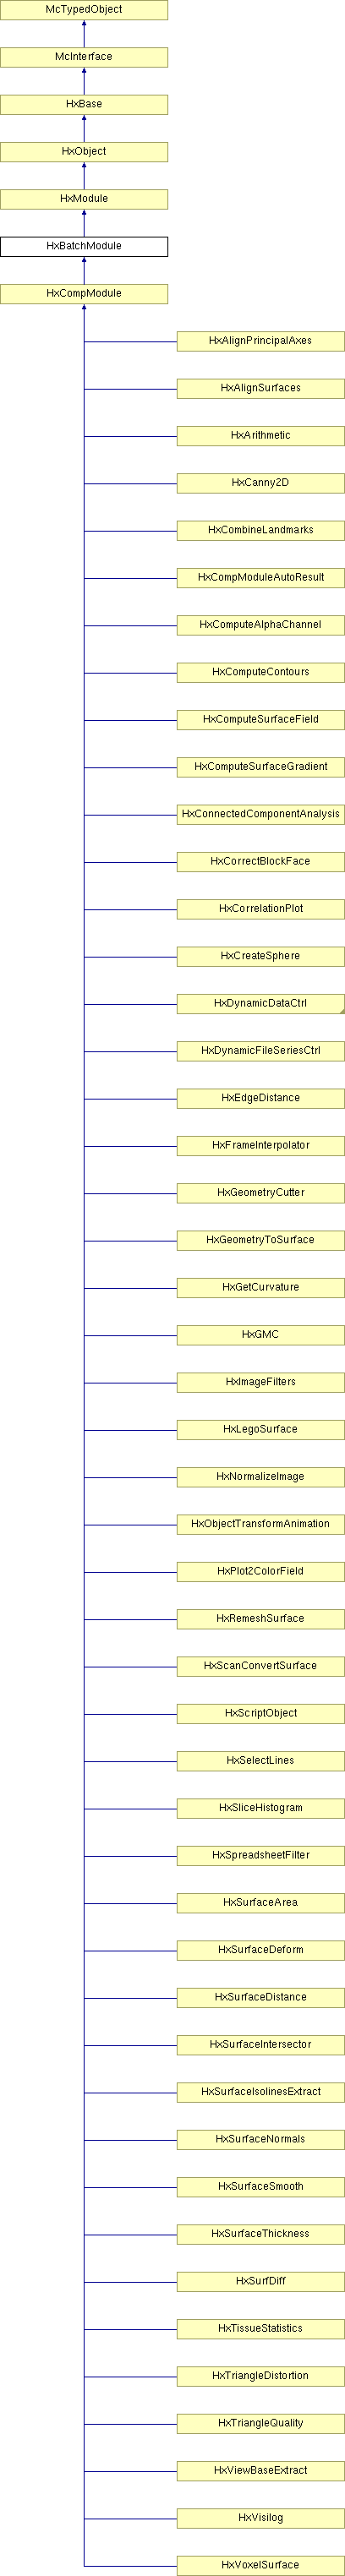 McTypedObject
McInterface
HxBase
HxObject
HxModule
HxBatchModule
HxCompModule
HxAlignPrincipalAxes
HxAlignSurfaces
HxArithmetic
HxCanny2D
HxCombineLandmarks
HxCompModuleAutoResult
HxComputeAlphaChannel
HxComputeContours
HxComputeSurfaceField
HxComputeSurfaceGradient
HxConnectedComponentAnalysis
HxCorrectBlockFace
HxCorrelationPlot
HxCreateSphere
HxDynamicDataCtrl
HxDynamicFileSeriesCtrl
HxEdgeDistance
HxFrameInterpolator
HxGeometryCutter
HxGeometryToSurface
HxGetCurvature
HxGMC
HxImageFilters
HxLegoSurface
HxNormalizeImage
HxObjectTransformAnimation
HxPlot2ColorField
HxRemeshSurface
HxScanConvertSurface
HxScriptObject
HxSelectLines
HxSliceHistogram
HxSpreadsheetFilter
HxSurfaceArea
HxSurfaceDeform
HxSurfaceDistance
HxSurfaceIntersector
HxSurfaceIsolinesExtract
HxSurfaceNormals
HxSurfaceSmooth
HxSurfaceThickness
HxSurfDiff
HxTissueStatistics
HxTriangleDistortion
HxTriangleQuality
HxViewBaseExtract
HxVisilog
HxVoxelSurface